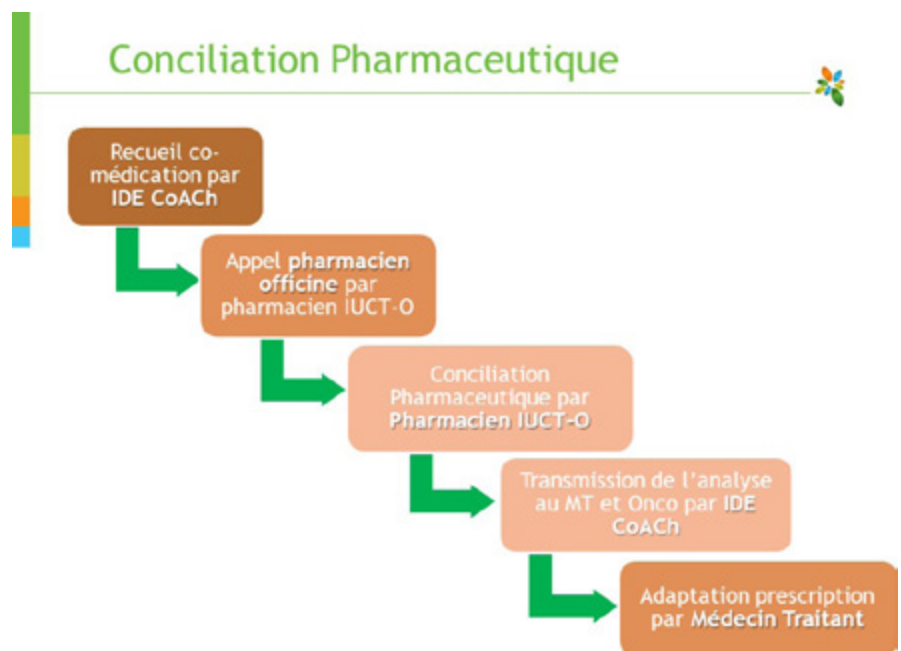 Conciliation Pharmaceutique
Recueil co-
médication par
IDE CoACh
Appel pharmacien
officine par
pharmacien IUCT-O
Conciliation
Pharmaceutique par
Pharmacien IUCT-O
Transmission de l'analyse
au MT et Onco par IDE
CoACh
Adaptation prescription
par Médecin Traitant